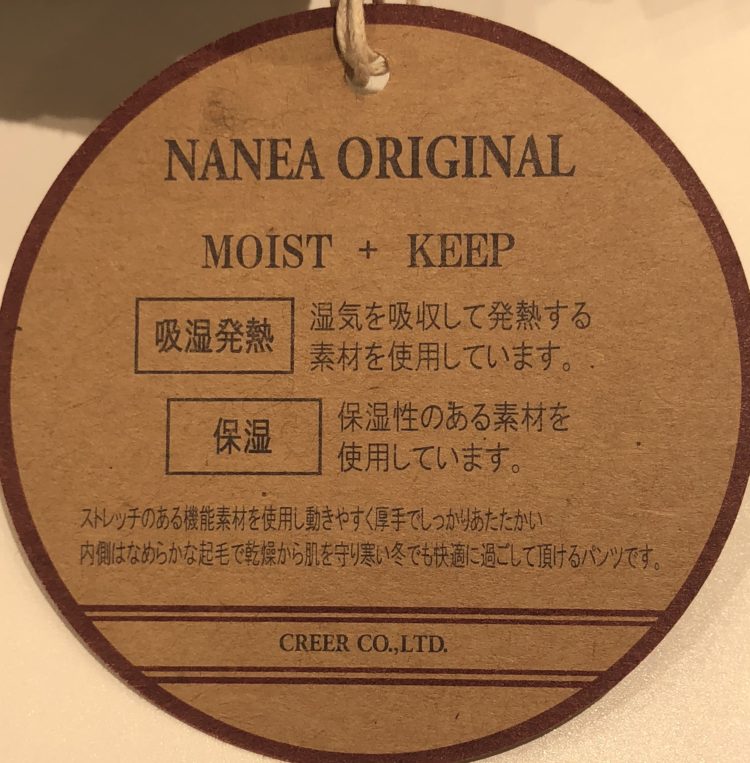 NANEA ORIGINAL
MOIST + KEEP
吸湿発熱
湿気を吸収して発熱する
素材を使用しています。
保湿
保湿性のある素材を
使用しています。
ストレッチのある機能素材を使用し動きやすく厚手でしっかりあたたかい
内側はなめらかな起毛で乾燥から肌を守り寒い冬でも快適に過ごして頂けるパンツです。
CREER CO.,LTD.